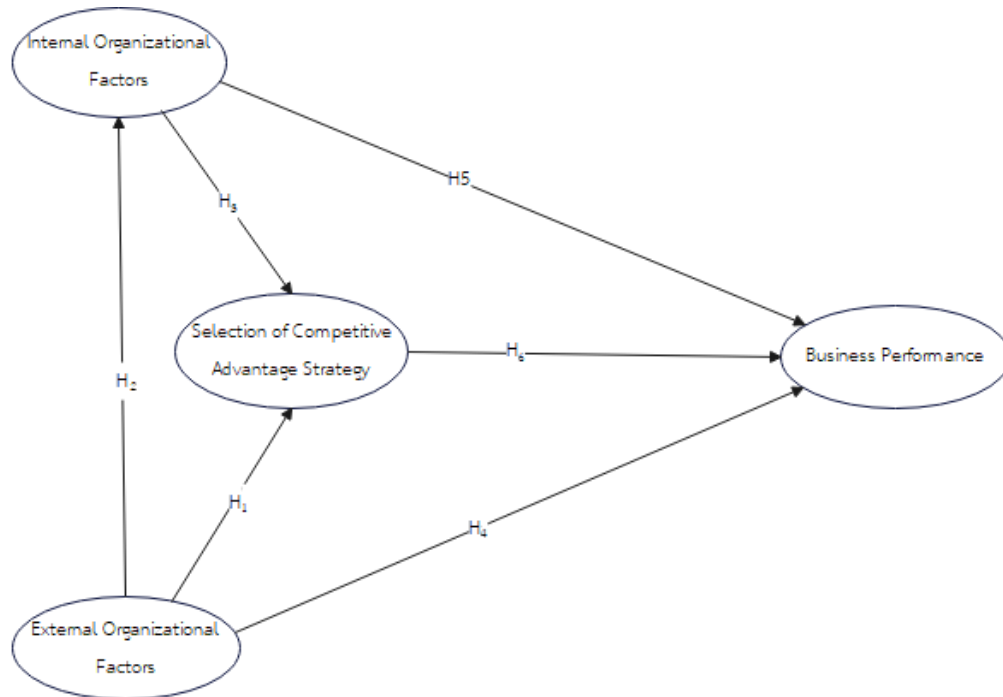 Internal Organizational
Factors
H5
H₃
Selection of Competitive
Advantage Strategy
H₆
Business Performance
H₂
H₁
H₄
External Organizational
Factors